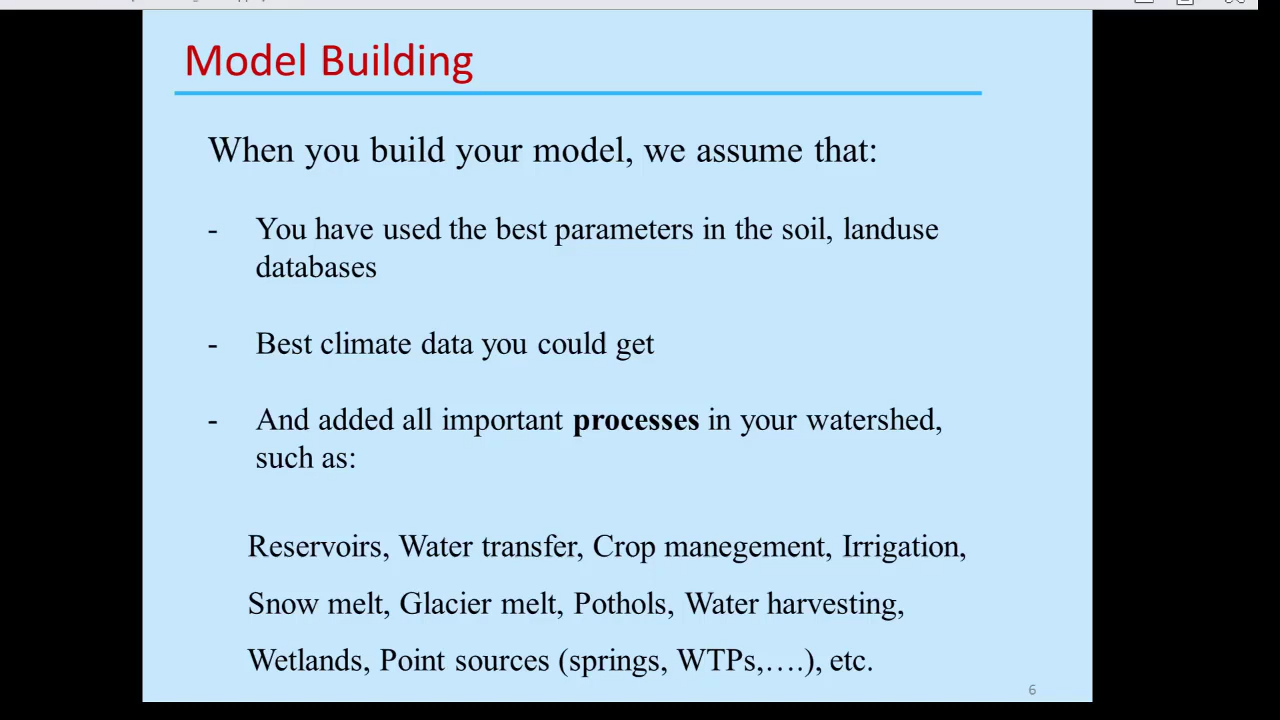 Model Building
When you build your model, we assume that:
- You have used the best parameters in the soil, landuse
databases
- Best climate data you could get
- And added all important processes in your watershed,
such as:
Reservoirs, Water transfer, Crop manegement, Irrigation,
Snow melt, Glacier melt, Pothols, Water harvesting,
Wetlands, Point sources (springs, WTPs,….), etc.
6